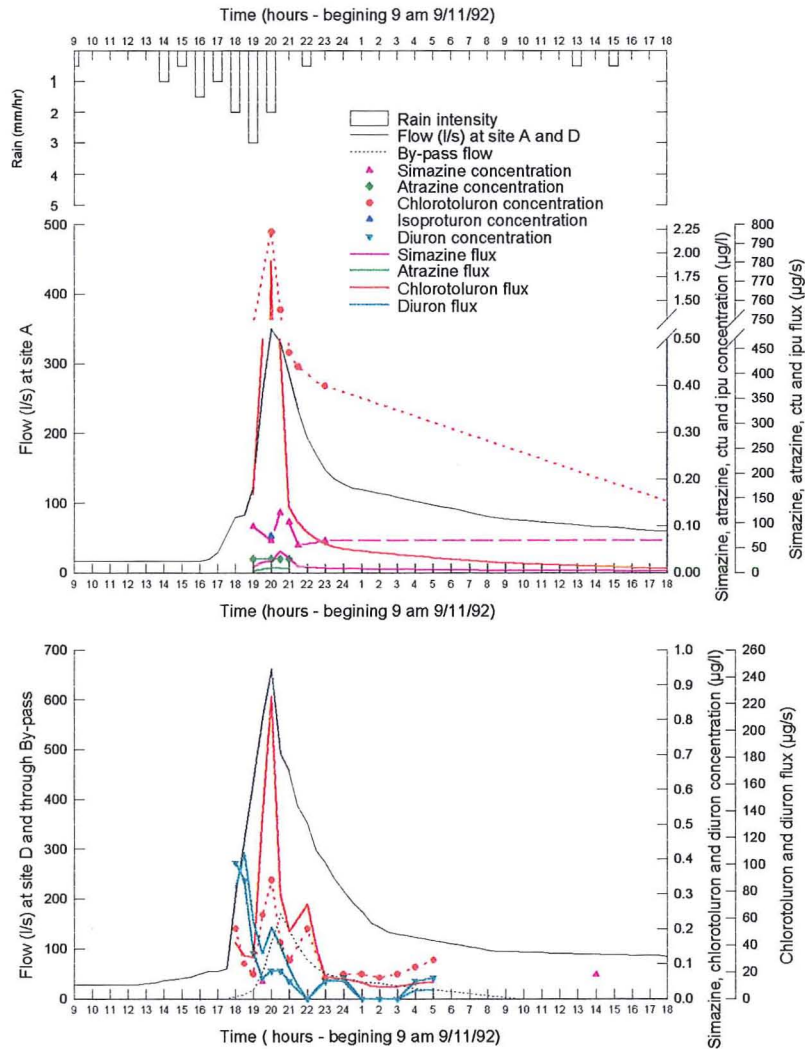 Time (hours - begining 9 am 9/11/92)
9 10 11 12 13 14 15 16 17 18 19 20 21 22 23 24 1 2 3 4 5 6 7 8 9 10 11 12 13 14 15 16 17 18
Rain (mm/hr)
1
2
3
4
5
Rain intensity
Flow (l/s) at site A and D
By-pass flow
Simazine concentration
Atrazine concentration
Chlorotoluron concentration
Isoproturon concentration
Diuron concentration
Simazine flux
Atrazine flux
Chlorotoluron flux
Diuron flux
Flow (l/s) at site A
500
400
300
200
100
0
2.25
2.00
1.75
1.50
0.50
0.40
0.30
0.20
0.10
0.00
Simazine, atrazine, ctu and ipu concentration (µg/l)
800
790
780
770
760
750
450
400
350
300
250
200
150
100
50
0
Simazine, atrazine, ctu and ipu flux (µg/s)
9 10 11 12 13 14 15 16 17 18 19 20 21 22 23 24 1 2 3 4 5 6 7 8 9 10 11 12 13 14 15 16 17 18
Time (hours - begining 9 am 9/11/92)
Flow (l/s) at site D and through By-pass
700
600
500
400
300
200
100
0
1.0
0.9
0.8
0.7
0.6
0.5
0.4
0.3
0.2
0.1
0.0
Simazine, chlorotoluron and diuron concentration (µg/l)
260
240
220
200
180
160
140
120
100
80
60
40
20
0
Chlorotoluron and diuron flux (µg/s)
9 10 11 12 13 14 15 16 17 18 19 20 21 22 23 24 1 2 3 4 5 6 7 8 9 10 11 12 13 14 15 16 17 18
Time ( hours - begining 9 am 9/11/92)